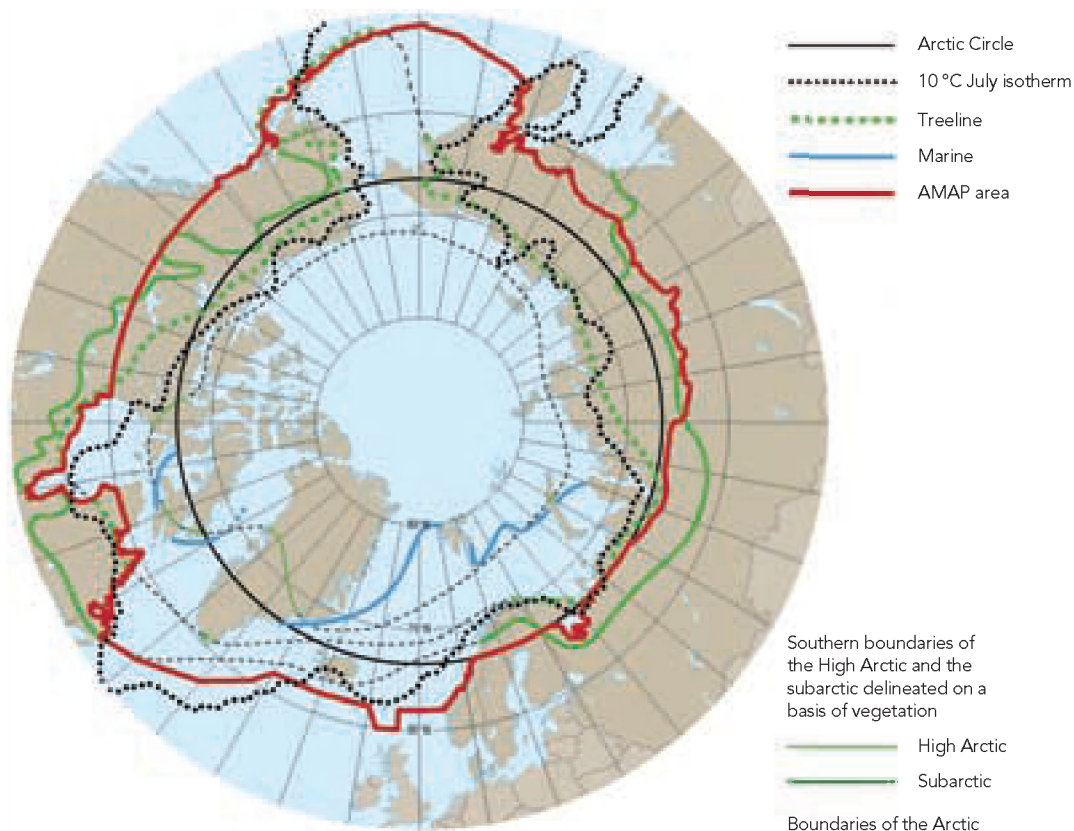 Arctic Circle
10 °C July isotherm
Treeline
Marine
AMAP area
Southern boundaries of
the High Arctic and the
subarctic delineated on a
basis of vegetation
High Arctic
Subarctic
Boundaries of the Arctic